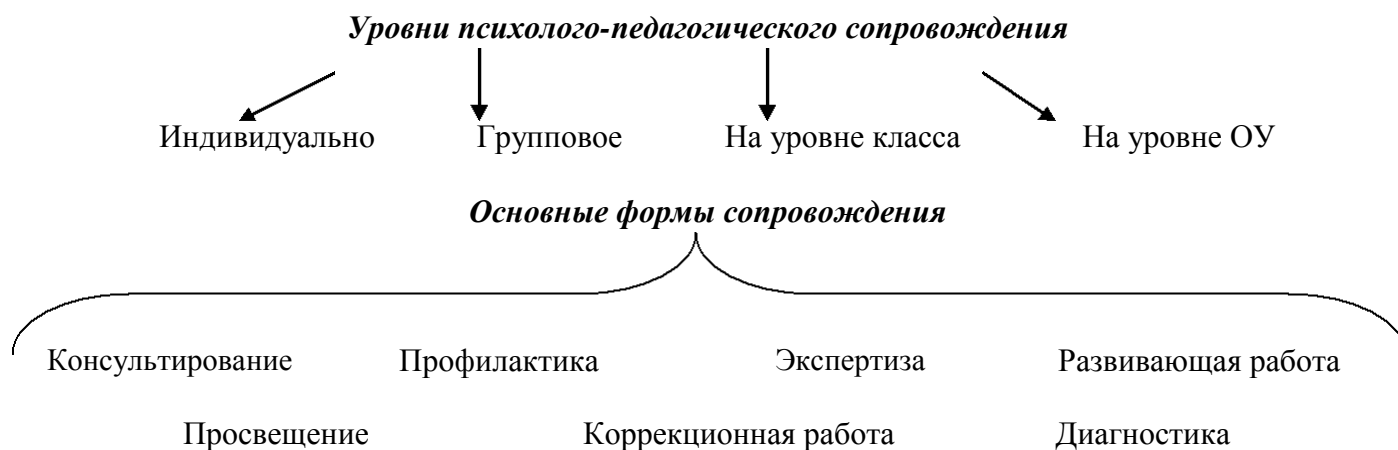 Уровни психолого-педагогического сопровождения
Индивидуально Групповое На уровне класса На уровне ОУ
Основные формы сопровождения
Консультирование Профилактика Экспертиза Развивающая работа
Просвещение Коррекционная работа Диагностика